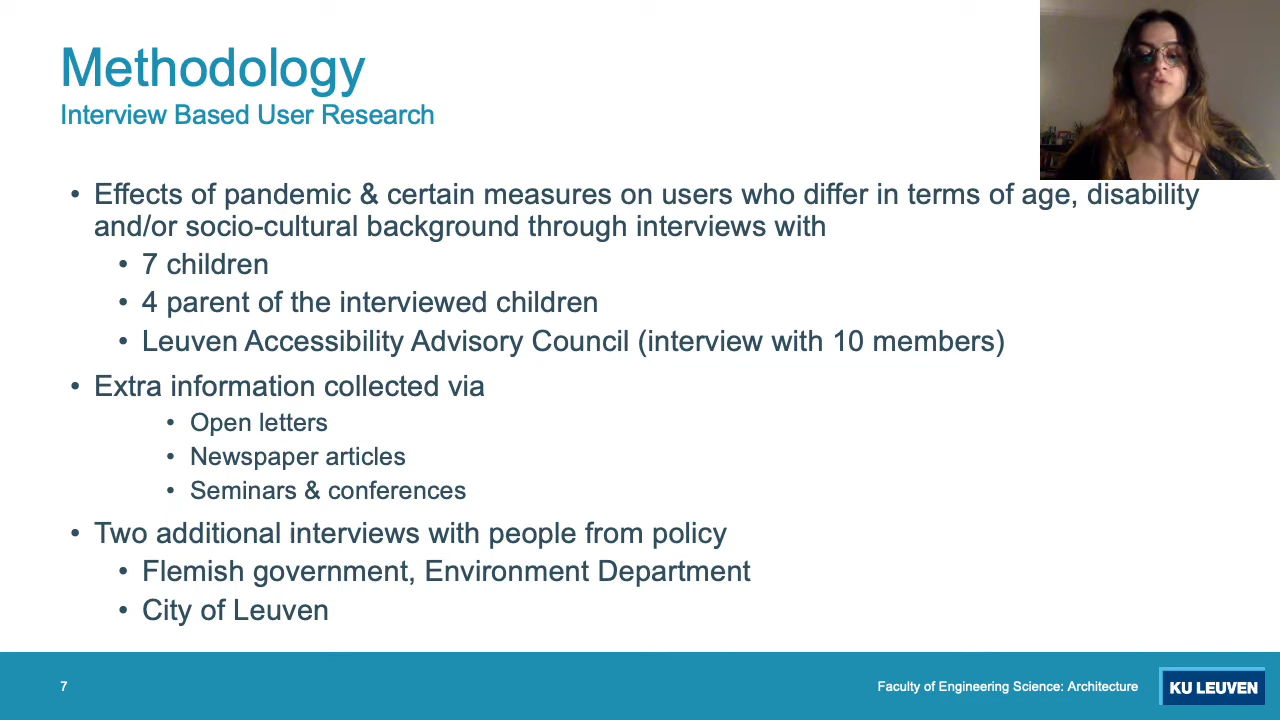 Methodology
Interview Based User Research
• Effects of pandemic & certain measures on users who differ in terms of age, disability
and/or socio-cultural background through interviews with
• 7 children
• 4 parent of the interviewed children
• Leuven Accessibility Advisory Council (interview with 10 members)
• Extra information collected via
• Open letters
• Newspaper articles
• Seminars & conferences
• Two additional interviews with people from policy
• Flemish government, Environment Department
• City of Leuven
7
Faculty of Engineering Science: Architecture
KU LEUVEN